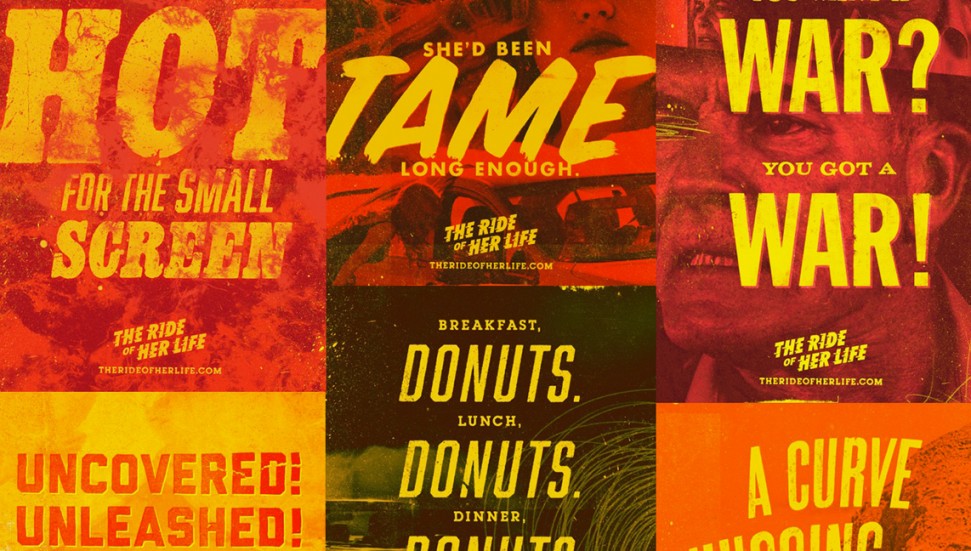 HOT
FOR THE SMALL
SCREEN
THE RIDE
OF HER LIFE
THERIDEOFHERLIFE.COM
UNCOVERED!
UNLEASHED!
SHE'D BEEN
TAME
LONG ENOUGH.
THE RIDE
OF HER LIFE
THERIDEOFHERLIFE.COM
BREAKFAST,
DONUTS.
LUNCH,
DONUTS.
DINNER,
DONUTS.
WAR?
YOU GOT A
WAR!
THE RIDE
OF HER LIFE
THERIDEOFHERLIFE.COM
A CURVE